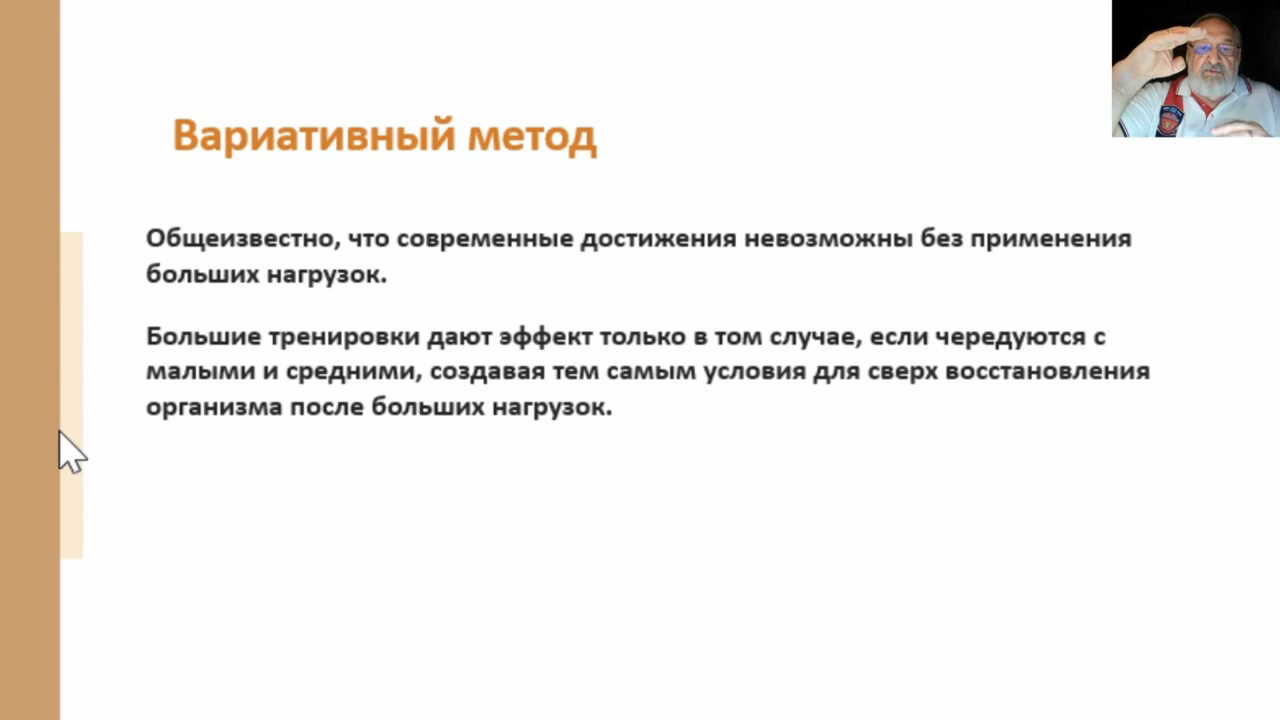 Вариативный метод
Общеизвестно, что современные достижения невозможны без применения
больших нагрузок.
Большие тренировки дают эффект только в том случае, если чередуются с
малыми и средними, создавая тем самым условия для сверх восстановления
организма после больших нагрузок.